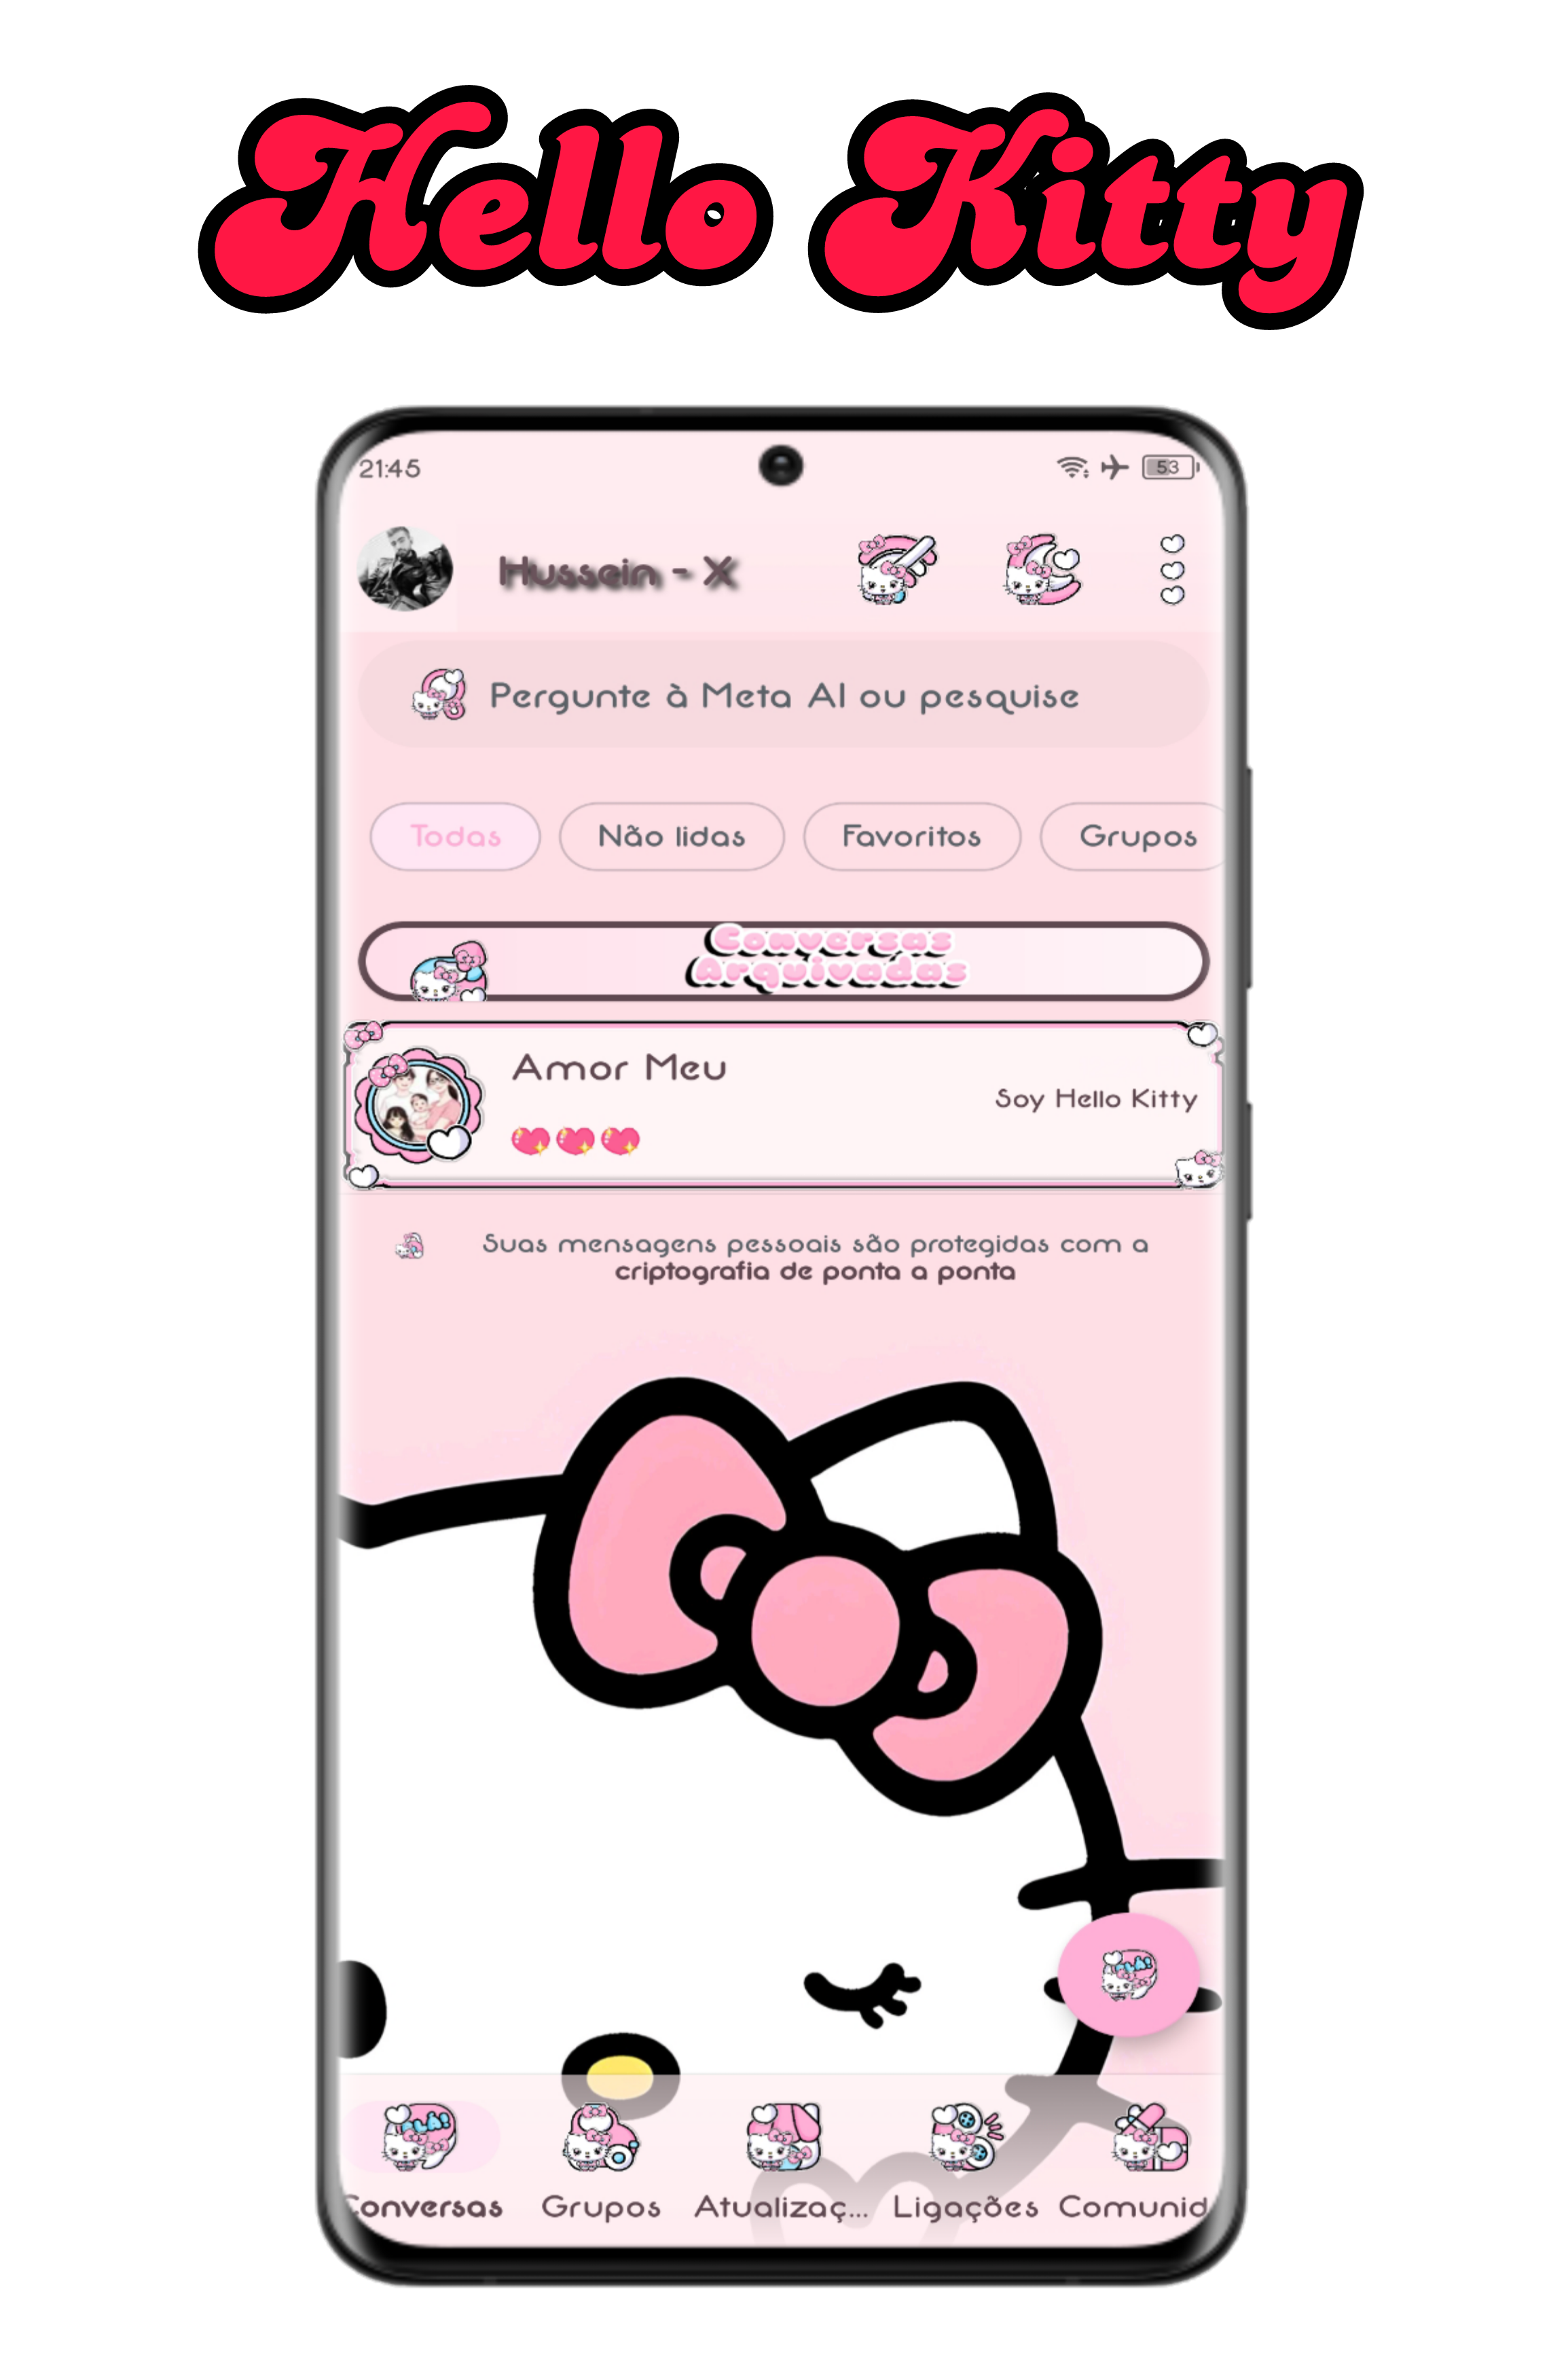 Hello Kitty
21:45
53
Hussein - X
Pergunte à Meta AI ou pesquise
Todas
Não lidas
Favoritos
Grupos
Conversas
Arquivadas
Amor Meu
Soy Hello Kitty
💖💖💖
Suas mensagens pessoais são protegidas com a
criptografia de ponta a ponta
Conversas
Grupos
Atualizaç...
Ligações
Comunid